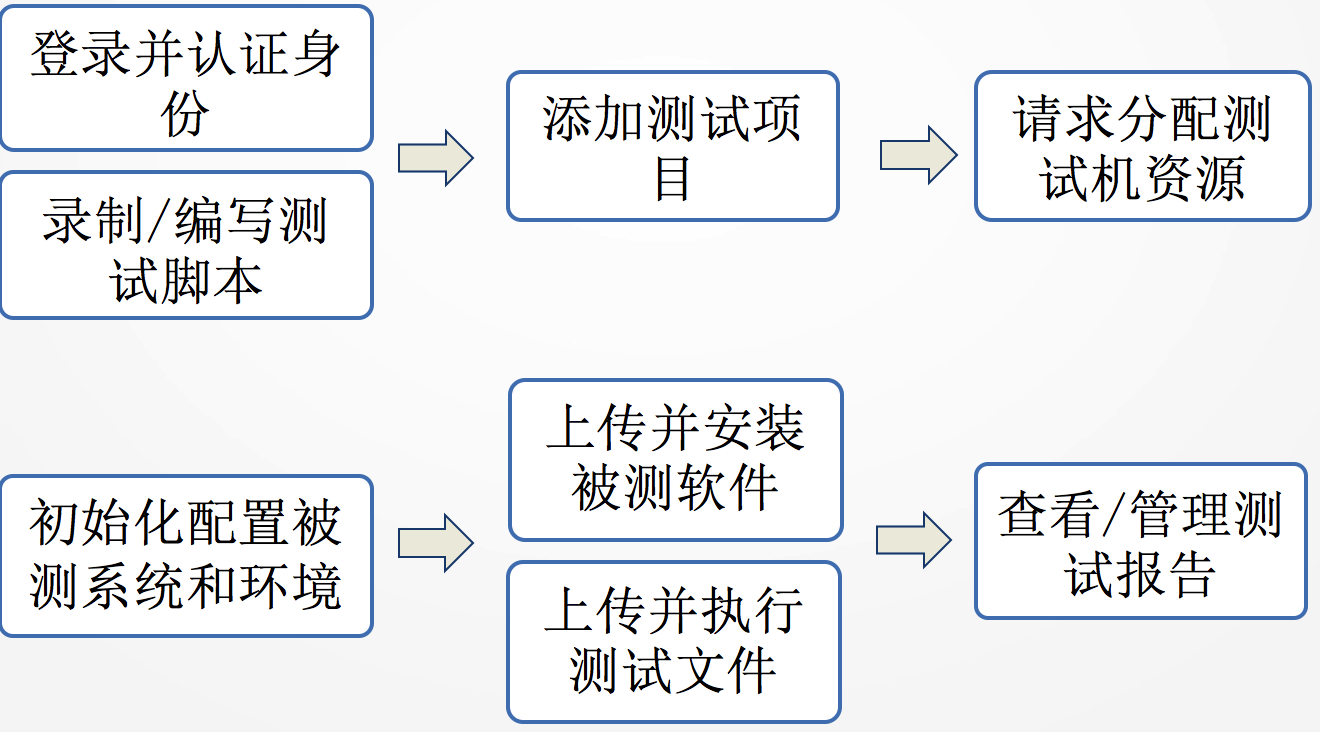 登录并认证身
份
录制/编写测
试脚本
添加测试项
目
请求分配测
试机资源
初始化配置被
测系统和环境
上传并安装
被测软件
上传并执行
测试文件
查看/管理测
试报告